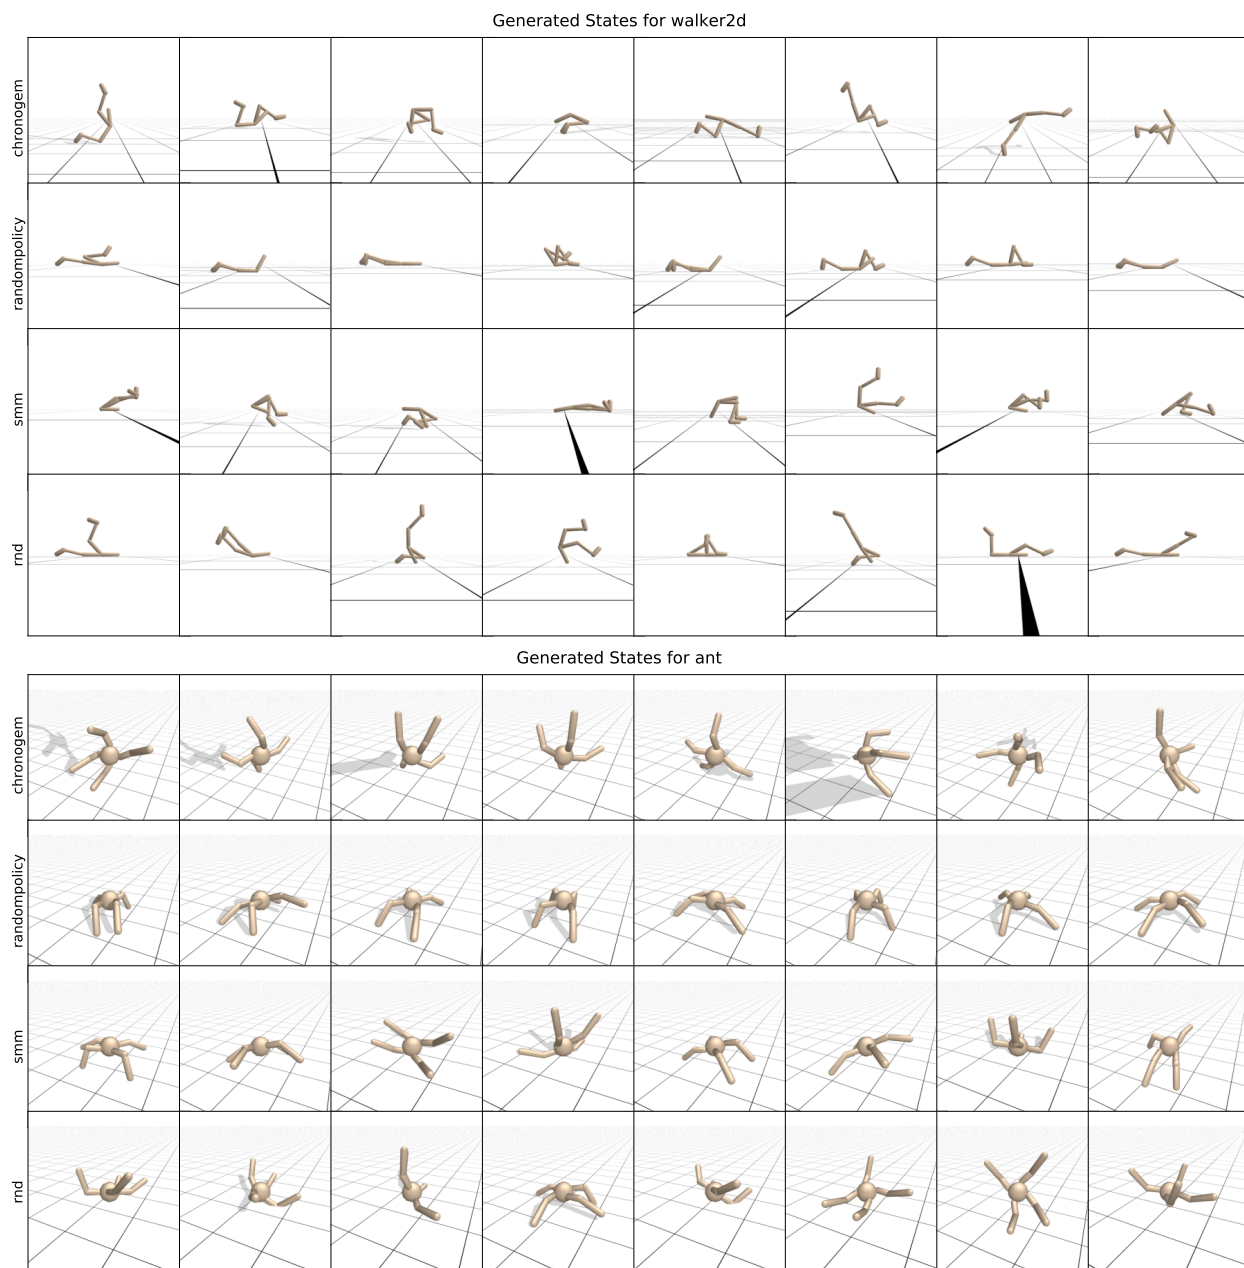 Generated States for walker2d
chronogem
randompolicy
smm
rnd
Generated States for ant
chronogem
randompolicy
smm
rnd